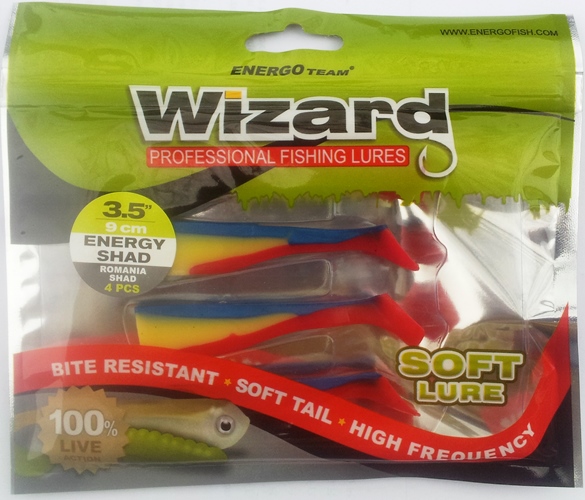 WWW.ENERGOFISH.COM
ENERGO TEAM®
Wizard
PROFESSIONAL FISHING LURES
3.5"
9 cm
ENERGY
SHAD
ROMANIA
SHAD
4 PCS
SOFT
LURE
BITE RESISTANT ★ SOFT TAIL ★ HIGH FREQUENCY
100%
LIVE
ACTION